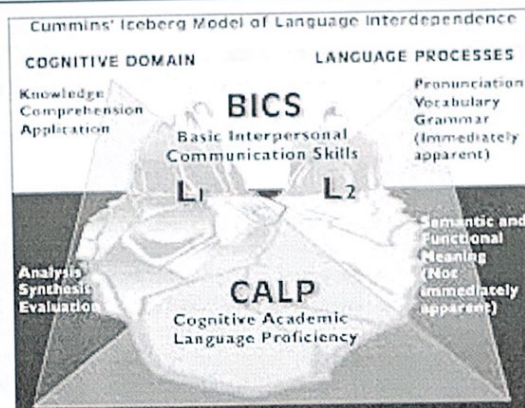 Cummins' Iceberg Model of Language Interdependence
COGNITIVE DOMAIN
LANGUAGE PROCESSES
Knowledge
Comprehension
Application
BICS
Basic Interpersonal
Communication Skills
Pronunciation
Vocabulary
Grammar
(Immediately
apparent)
L1
L2
Analysis
Synthesis
Evaluation
CALP
Cognitive Academic
Language Proficiency
Semantic and
Functional
Meaning
(Not
immediately
apparent)